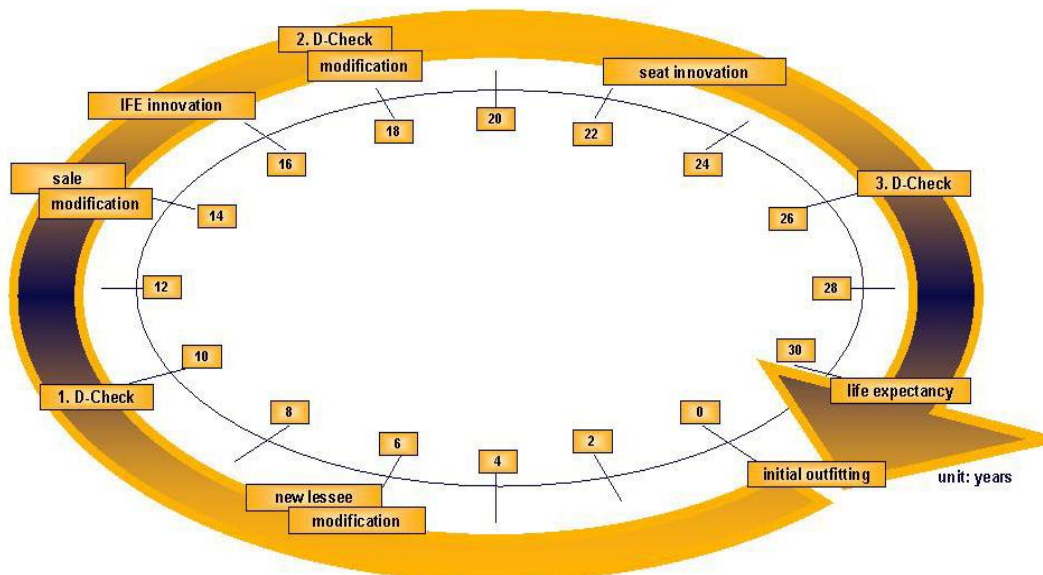 2. D-Check
modification
seat innovation
IFE innovation
20
18
22
16
24
sale
modification
3. D-Check
14
26
12
28
10
30
1. D-Check
life expectancy
8
0
6
2
4
initial outfitting
unit: years
new lessee
modification